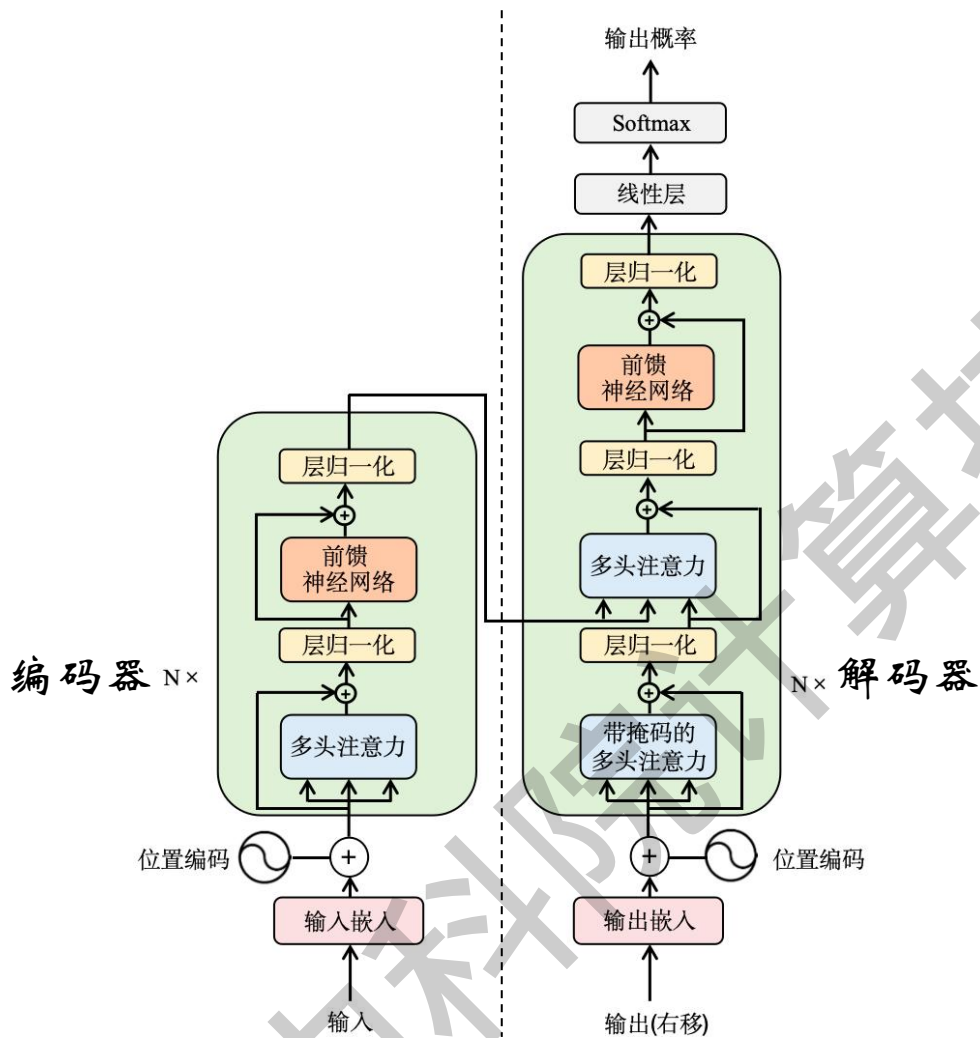 输出概率
Softmax
线性层
层归一化
前馈
神经网络
层归一化
多头注意力
层归一化
带掩码的
多头注意力
N× 解码器
位置编码
输出嵌入
输出(右移)
层归一化
前馈
神经网络
层归一化
编码器 N×
多头注意力
位置编码
输入嵌入
输入
科院计算